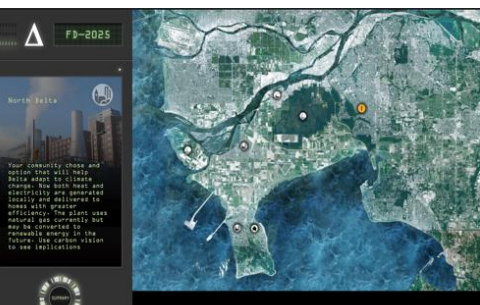 FD-2025
North Delta
Your community chose and
option that will help
Delta adapt to climate
change. Now both heat and
electricity are generated
locally and delivered to
homes with greater
efficiency. The plant uses
natural gas currently but
may be converted to
renewable energy in the
future. Use carbon vision
to see implications
SUMMARY